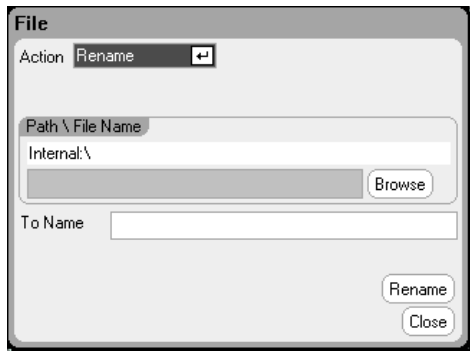 File
Action Rename
Path \ File Name
Internal:\
Browse
To Name
Rename
Close